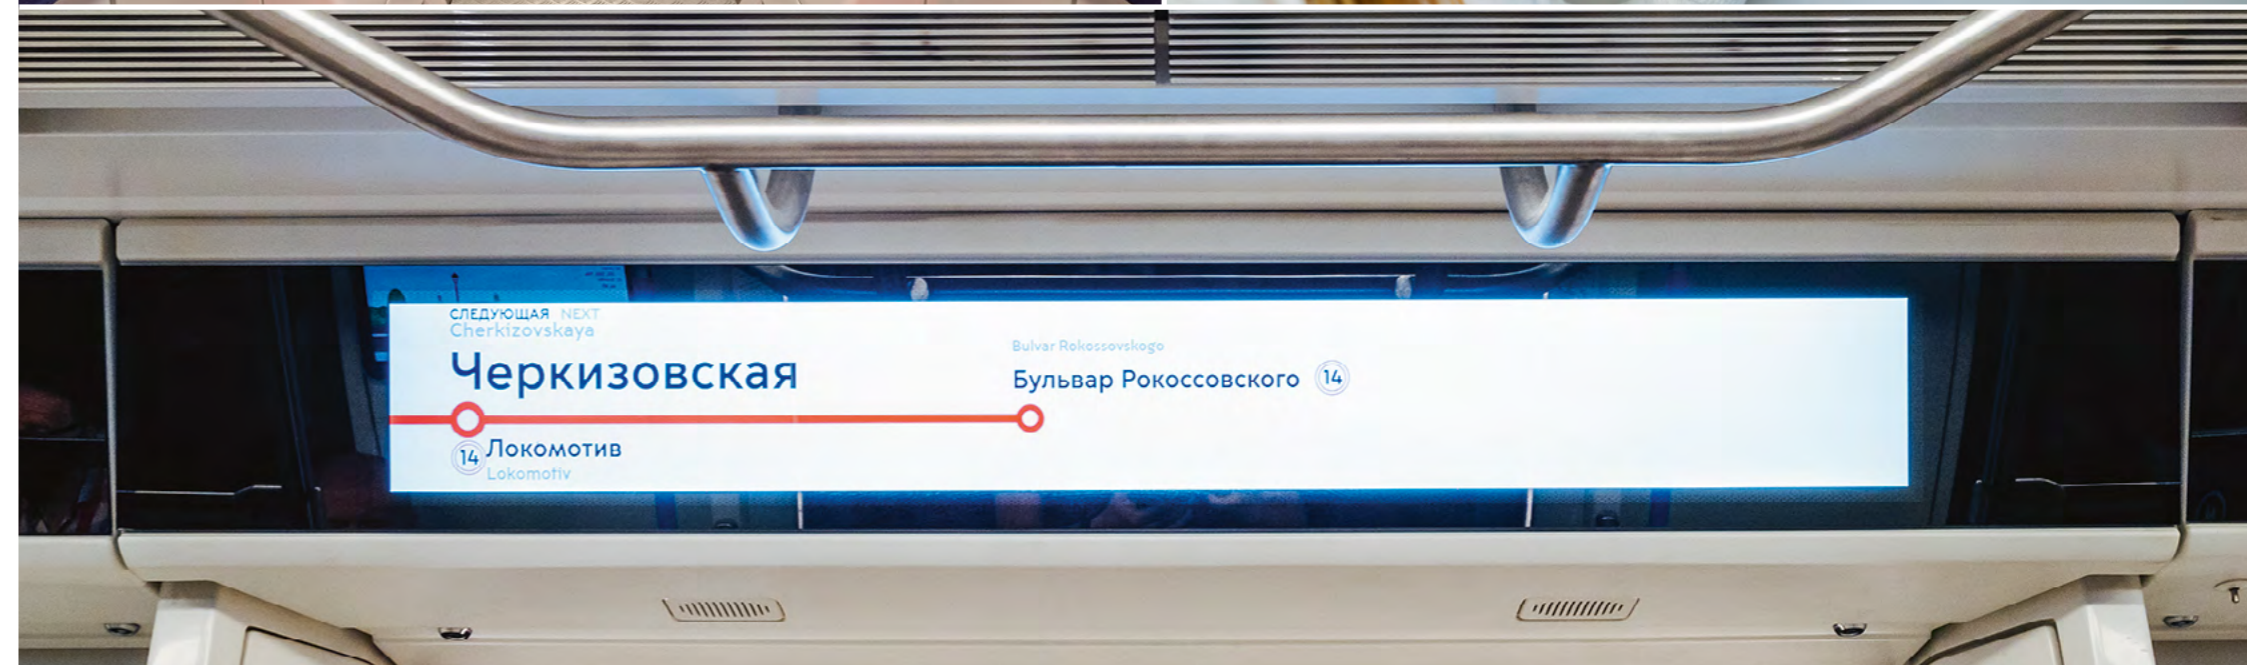 СЛЕДУЮЩАЯ NEXT
Cherkizovskaya
Черкизовская
Bulvar Rokossovskogo
Бульвар Рокоссовского 14
14 Локомотив
Lokomotiv